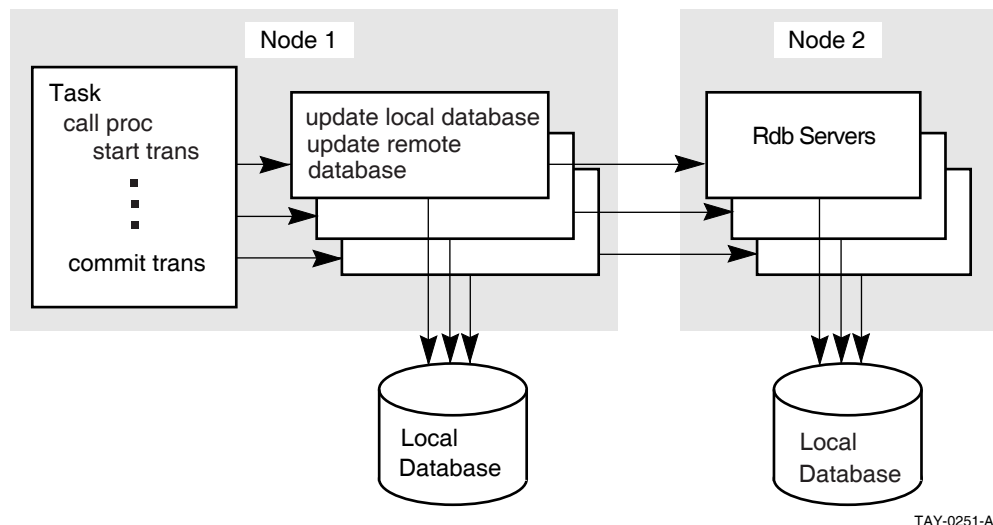 Node 1
Task
call proc
start trans
commit trans
update local database
update remote
database
Node 2
Rdb Servers
Local
Database
Local
Database
TAY-0251-A